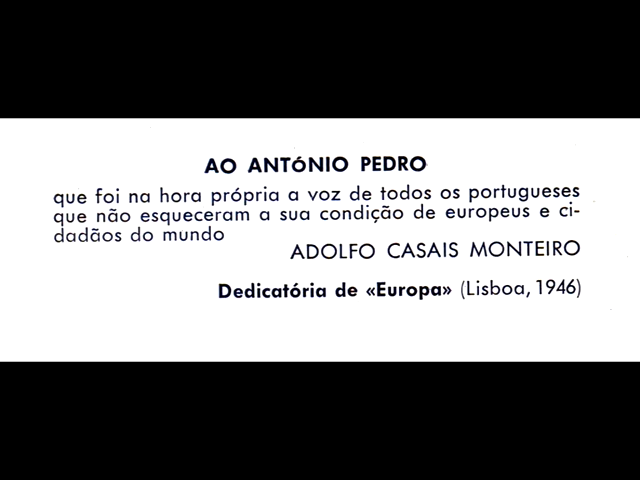 AO ANTÓNIO PEDRO
que foi na hora própria a voz de todos os portugueses
que não esqueceram a sua condição de europeus e ci-
dadãos do mundo
ADOLFO CASAIS MONTEIRO
Dedicatória de «Europa» (Lisboa, 1946)